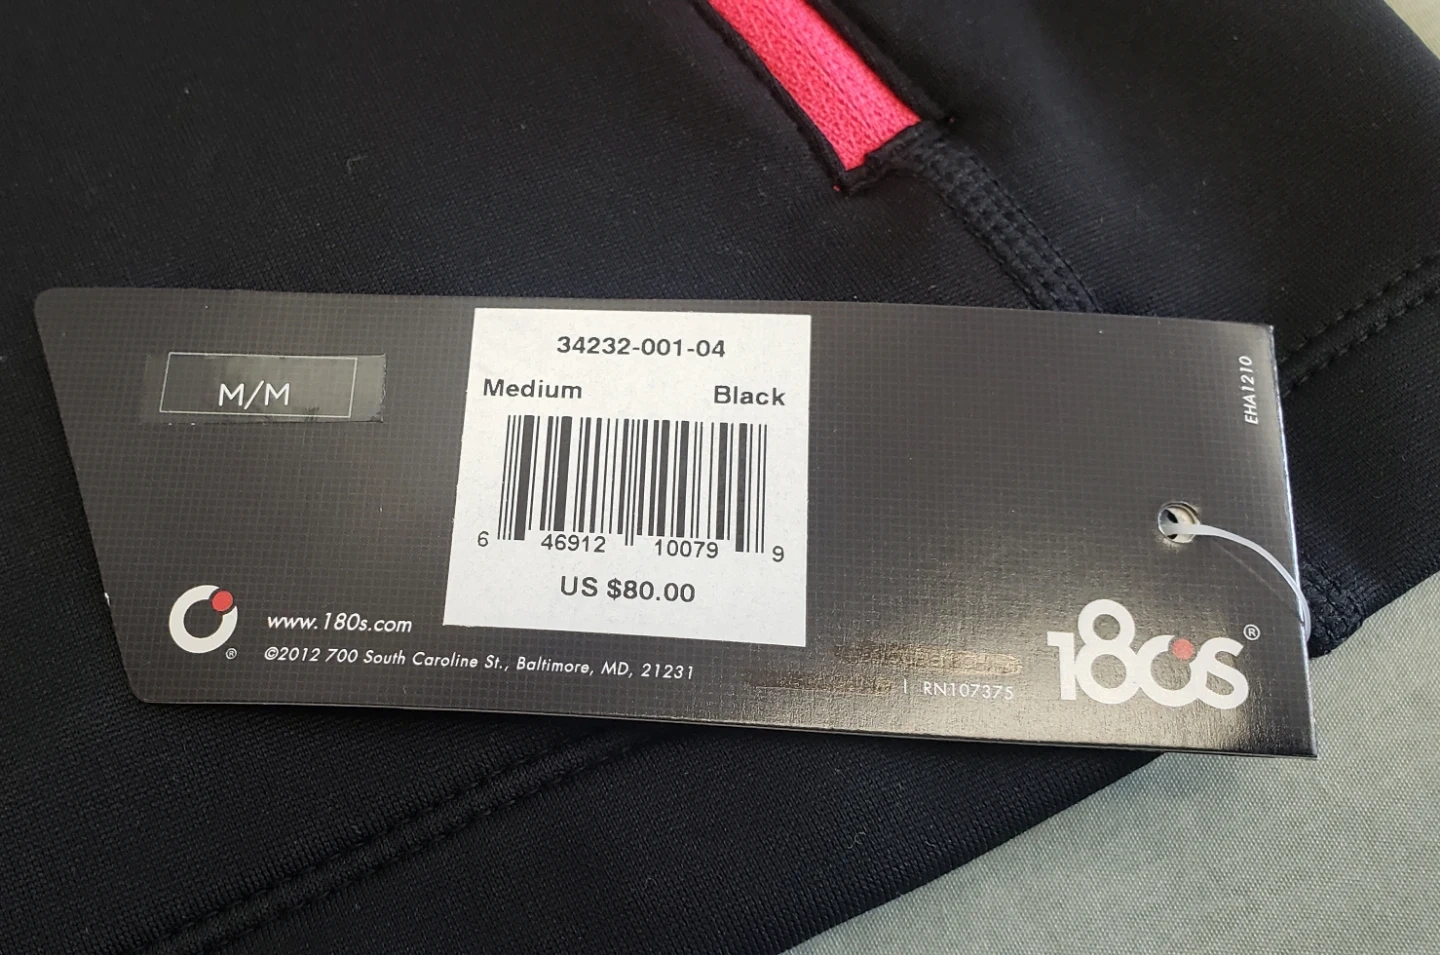 M/M
34232-001-04
Medium Black
6 46912 10079 9
US $80.00
EHA1210
www.180s.com
®
©2012 700 South Caroline St., Baltimore, MD, 21231
| RN107375
180s®